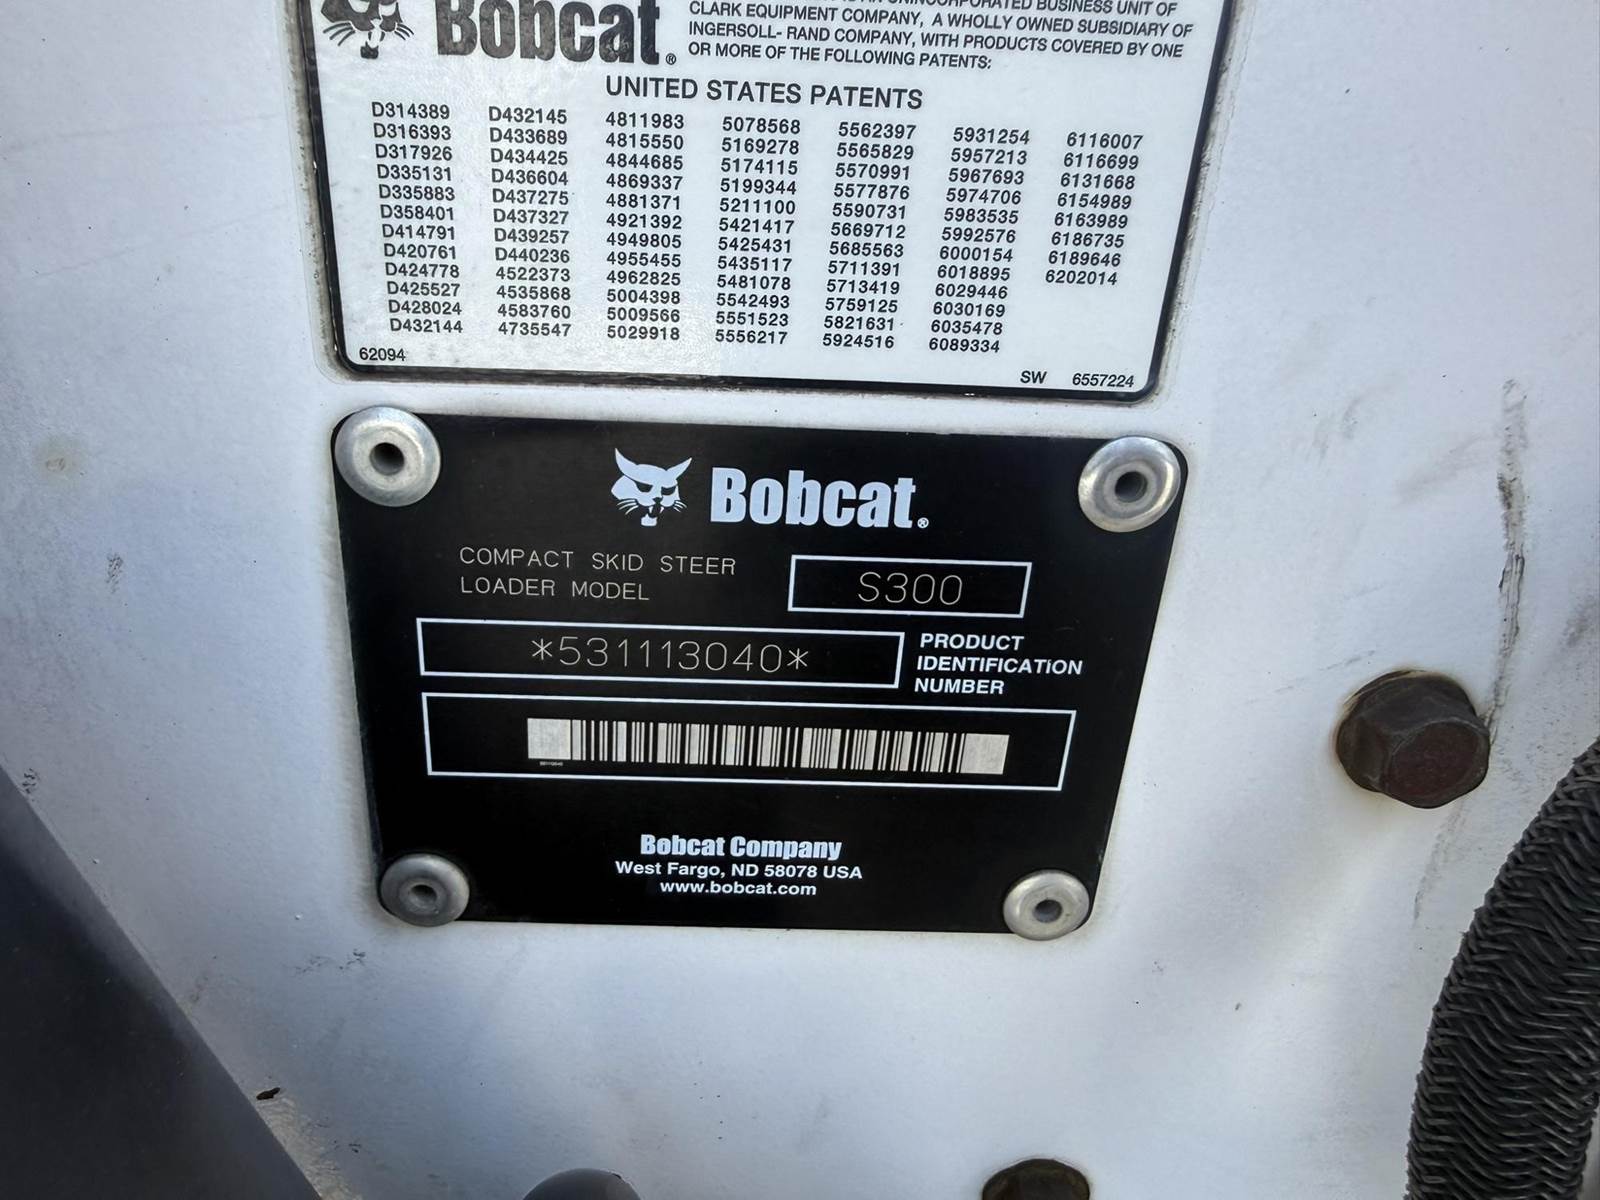 Bobcat®
UNINCORPORATED BUSINESS UNIT OF
CLARK EQUIPMENT COMPANY, A WHOLLY OWNED SUBSIDIARY OF
INGERSOLL- RAND COMPANY, WITH PRODUCTS COVERED BY ONE
OR MORE OF THE FOLLOWING PATENTS:
UNITED STATES PATENTS
D314389 D432145 4811983 5078568 5562397 5931254 6116007
D316393 D433689 4815550 5169278 5565829 5957213 6116699
D317926 D434425 4844685 5174115 5570991 5967693 6131668
D335131 D436604 4869337 5199344 5577876 5974706 6154989
D335883 D437275 4881371 5211100 5590731 5983535 6163989
D358401 D437327 4921392 5421417 5669712 5992576 6186735
D414791 D439257 4949805 5425431 5685563 6000154 6189646
D420761 D440236 4955455 5435117 5711391 6018895 6202014
D424778 4522373 4962825 5481078 5713419 6029446
D425527 4535868 5004398 5542493 5759125 6030169
D428024 4583760 5009566 5551523 5821631 6035478
D432144 4735547 5029918 5556217 5924516 6089334
62094 SW 6557224
Bobcat®
COMPACT SKID STEER
LOADER MODEL S300
*531113040*
PRODUCT
IDENTIFICATION
NUMBER
Bobcat Company
West Fargo, ND 58078 USA
www.bobcat.com